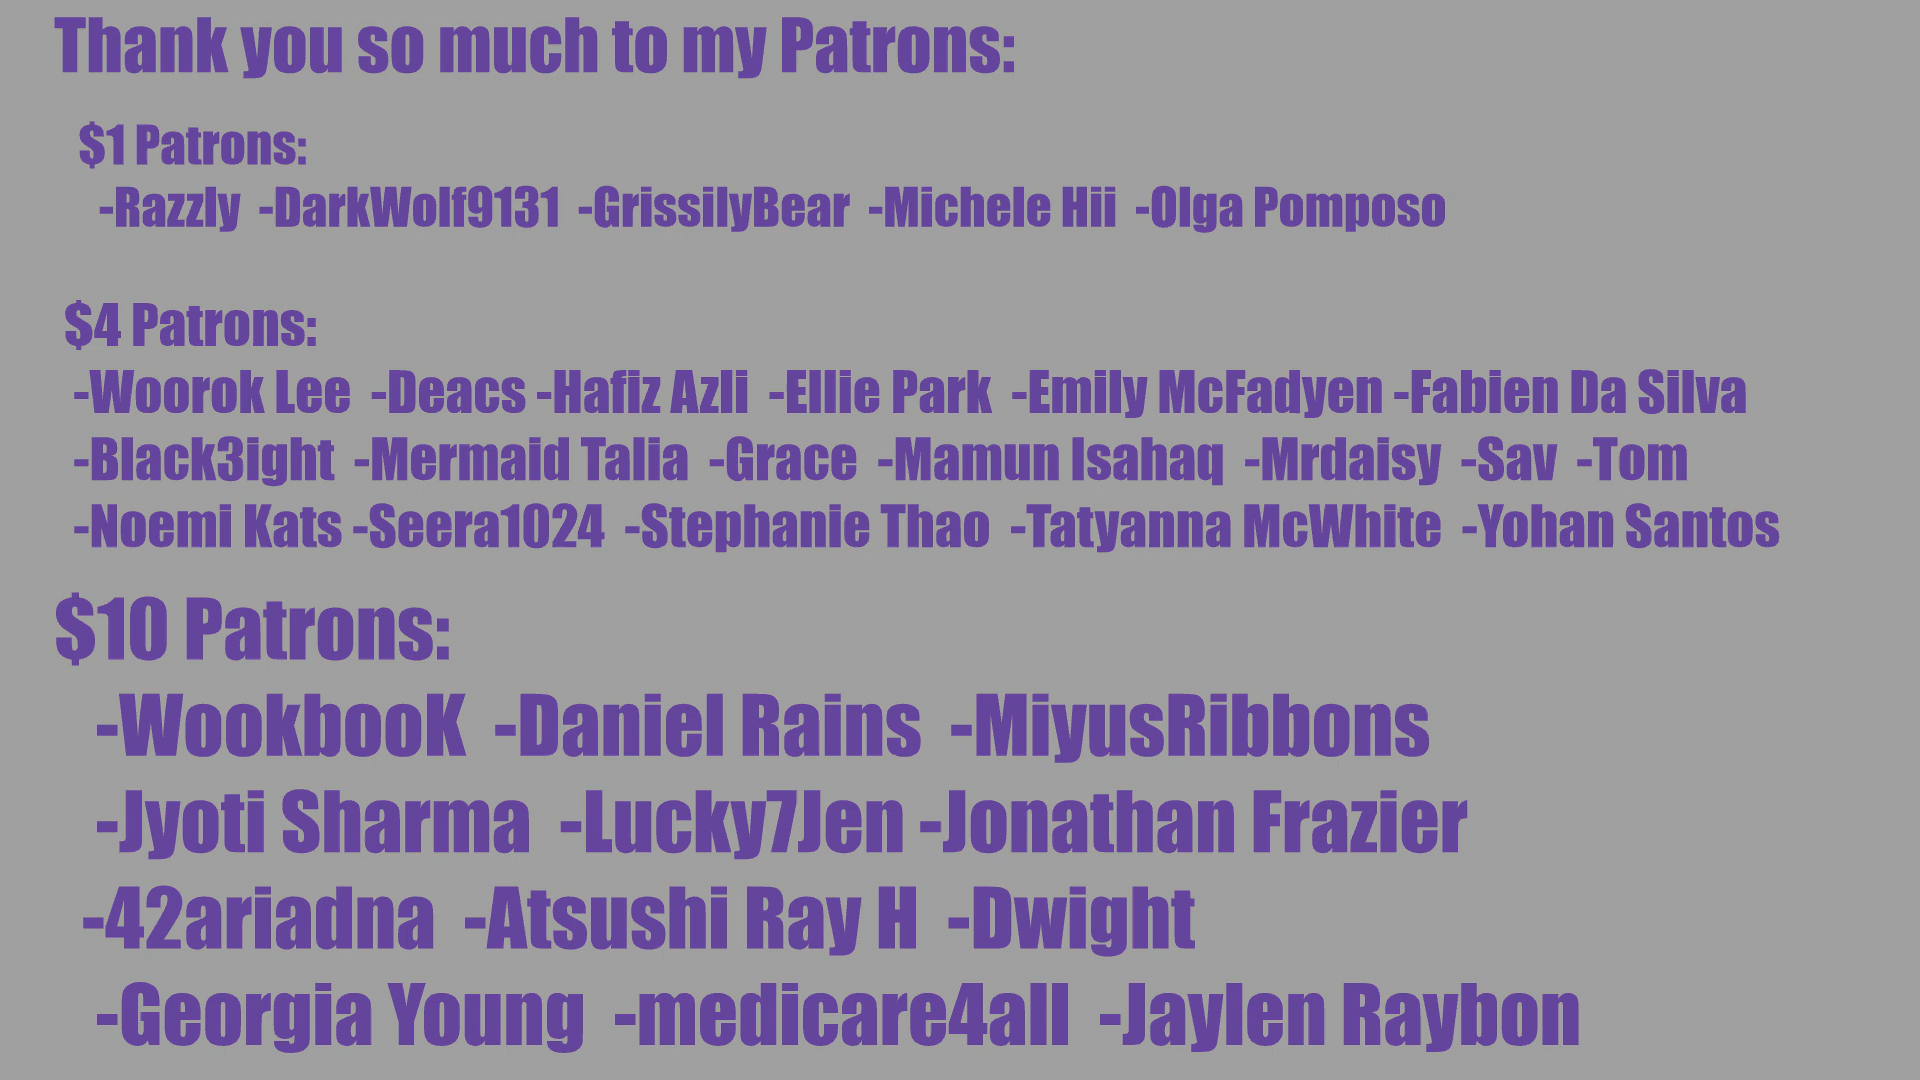 Thank you so much to my Patrons:
$1 Patrons:
-Razzly -DarkWolf9131 -GrissilyBear -Michele Hii -Olga Pomposo
$4 Patrons:
-Woorok Lee -Deacs -Hafiz Azli -Ellie Park -Emily McFadyen -Fabien Da Silva
-Black3ight -Mermaid Talia -Grace -Mamun Isahaq -Mrdaisy -Sav -Tom
-Noemi Kats -Seera1024 -Stephanie Thao -Tatyanna McWhite -Yohan Santos
$10 Patrons:
-WookbooK -Daniel Rains -MiyusRibbons
-Jyoti Sharma -Lucky7Jen -Jonathan Frazier
-42ariadna -Atsushi Ray H -Dwight
-Georgia Young -medicare4all -Jaylen Raybon